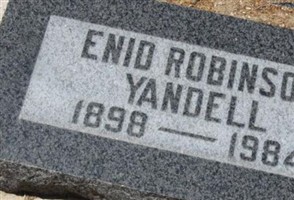 ENID ROBINSO
YANDELL
1898 — 1984